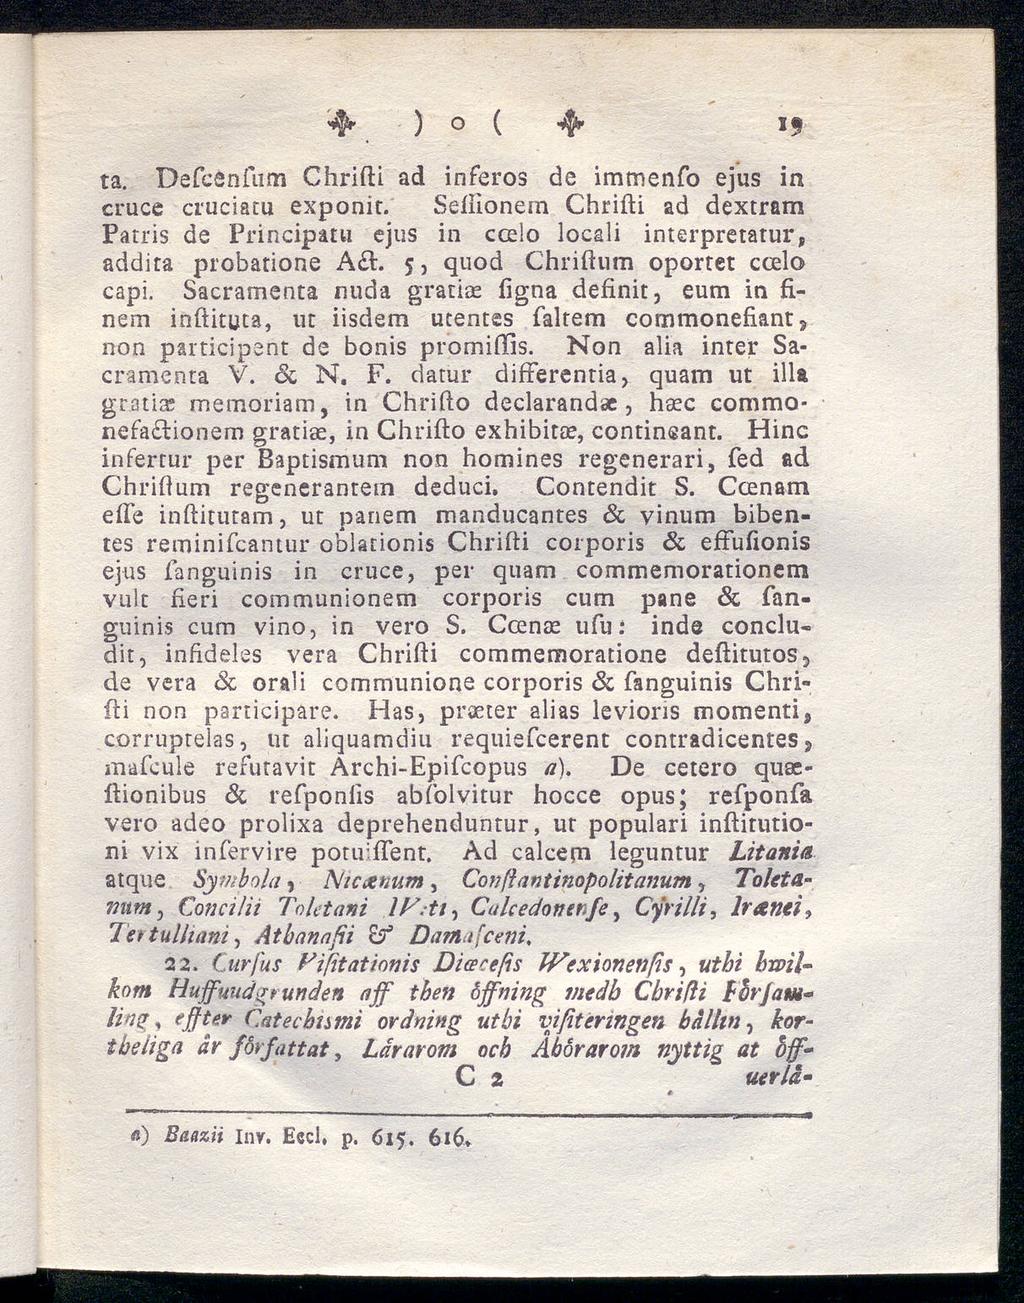 ) o ( 19
ta. Deſcenſum Chriſti ad inferos de immenſo ejus in
cruce cruciatu exponit. Seſſionem Chriſti ad dextram
Patris de Principatu ejus in cœlo locali interpretatur,
addita probatione Act. 5, quod Chriſtum oportet cœlo
capi. Sacramenta nuda gratiæ ſigna definit, eum in fi-
nem inſtituta, ut iisdem utentes ſaltem commonefiant,
non participent de bonis promiſſis. Non alia inter Sa-
cramenta V. & N. F. datur differentia, quam ut illa
gratiæ memoriam, in Chriſto declarandæ, hæc commo-
nefactionem gratiæ, in Chriſto exhibitæ, contineant. Hinc
infertur per Baptismum non homines regenerari, ſed ad
Chriſtum regenerantem deduci. Contendit S. Cœnam
eſſe inſtitutam, ut panem manducantes & vinum biben-
tes reminiſcantur oblationis Chriſti corporis & effuſionis
ejus ſanguinis in cruce, per quam commemorationem
vult fieri communionem corporis cum pane & ſan-
guinis cum vino, in vero S. Cœnæ uſu: inde conclu-
dit, infideles vera Chriſti commemoratione deſtitutos,
de vera & orali communione corporis & ſanguinis Chri-
ſti non participare. Has, præter alias levioris momenti,
corruptelas, ut aliquamdiu requieſcerent contradicentes,
maſcule refutavit Archi-Epiſcopus a). De cetero quæ-
ſtionibus & reſponſis abſolvitur hocce opus; reſponſa
vero adeo prolixa deprehenduntur, ut populari inſtitutio-
ni vix inſervire potuiſſent. Ad calcem leguntur Litania
atque Symbola, Nicænum, Conſtantinopolitanum, Toleta-
num, Concilii Toletani IV:ti, Calcedonenſe, Cyrilli, Irænei,
Tertulliani, Athanaſii & Damaſceni.
22. Curſus Viſitationis Diœceſis Wexionenſis, uthi hwil-
kom Huffuudgrunden aff then öffning medh Chriſti Förſam-
ling, effter Catechismi ordning uthi viſiteringen hållin, kor-
theliga är författat, Lärarom och Åhörarom nyttig at öff-
C 2 uerlä-
a) Baazii Inv. Eccl. p. 615. 616.